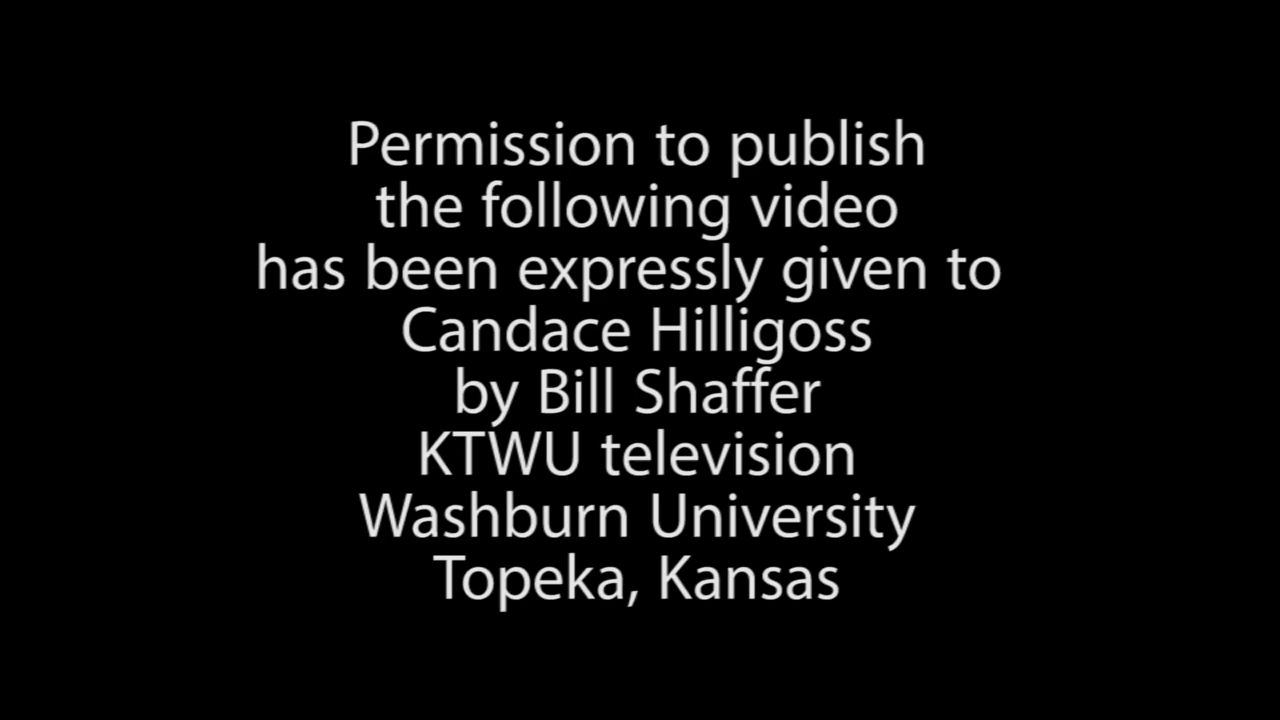 Permission to publish
the following video
has been expressly given to
Candace Hilligoss
by Bill Shaffer
KTWU television
Washburn University
Topeka, Kansas